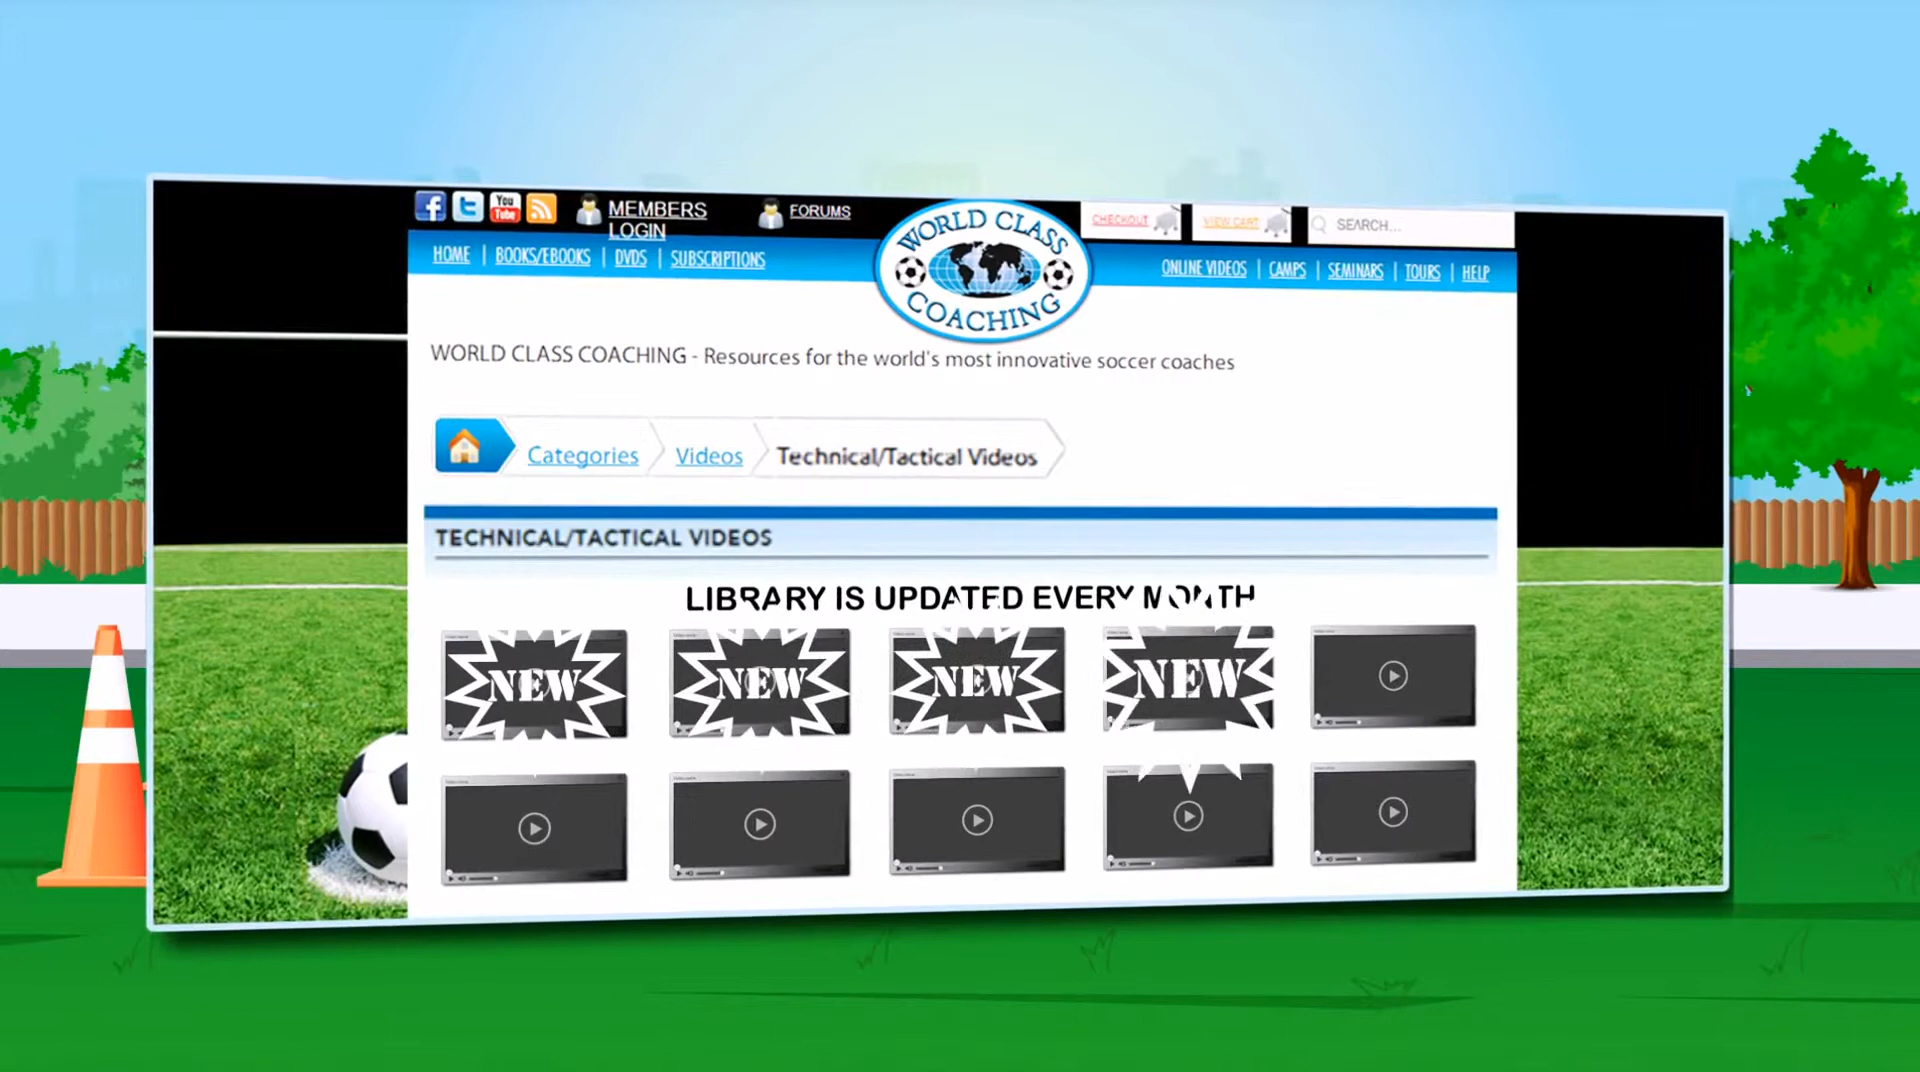 You
Tube
MEMBERS
LOGIN
FORUMS
CHECKOUT
VIEW CART
SEARCH...
HOME | BOOKS/EBOOKS | DVDS | SUBSCRIPTIONS
WORLD CLASS
COACHING
ONLINE VIDEOS | CAMPS | SEMINARS | TOURS | HELP
WORLD CLASS COACHING - Resources for the world's most innovative soccer coaches
Categories
Videos
Technical/Tactical Videos
TECHNICAL/TACTICAL VIDEOS
LIBRARY IS UPDATED EVERY MONTH
NEW
NEW
NEW
NEW